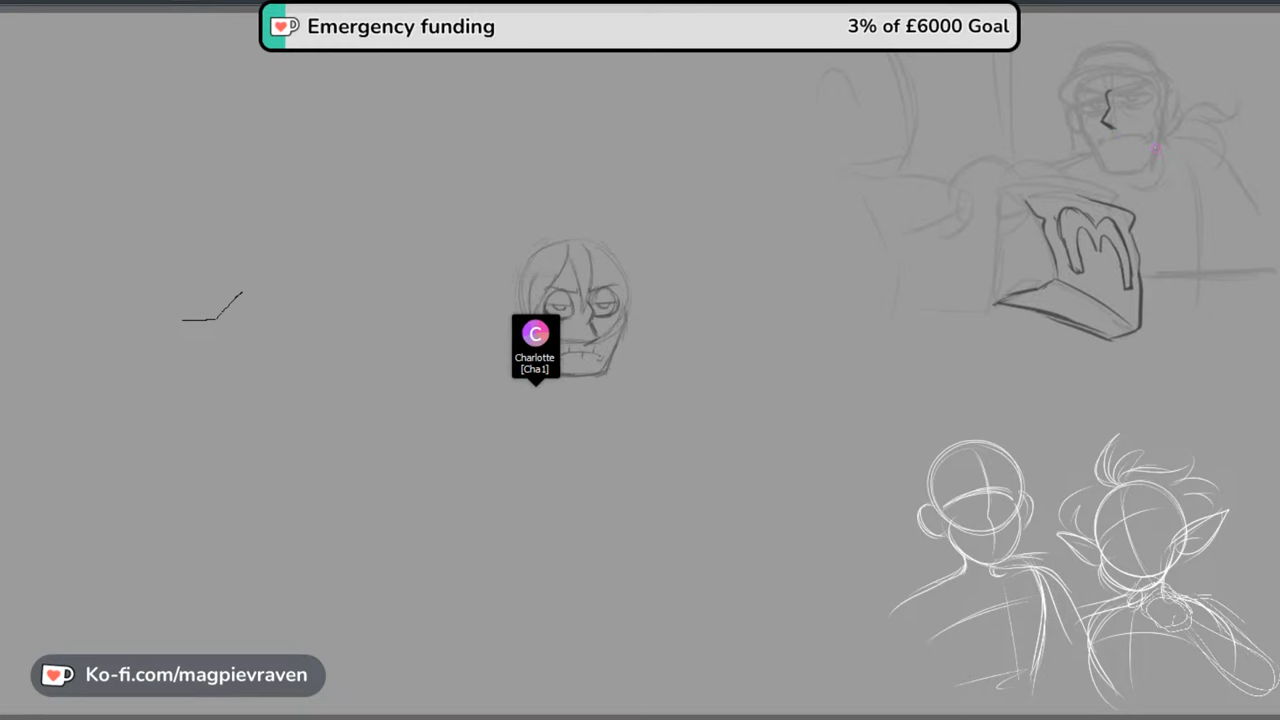 Emergency funding
3% of £6000 Goal
C
Charlotte
[Cha1]
Ko-fi.com/magpievraven